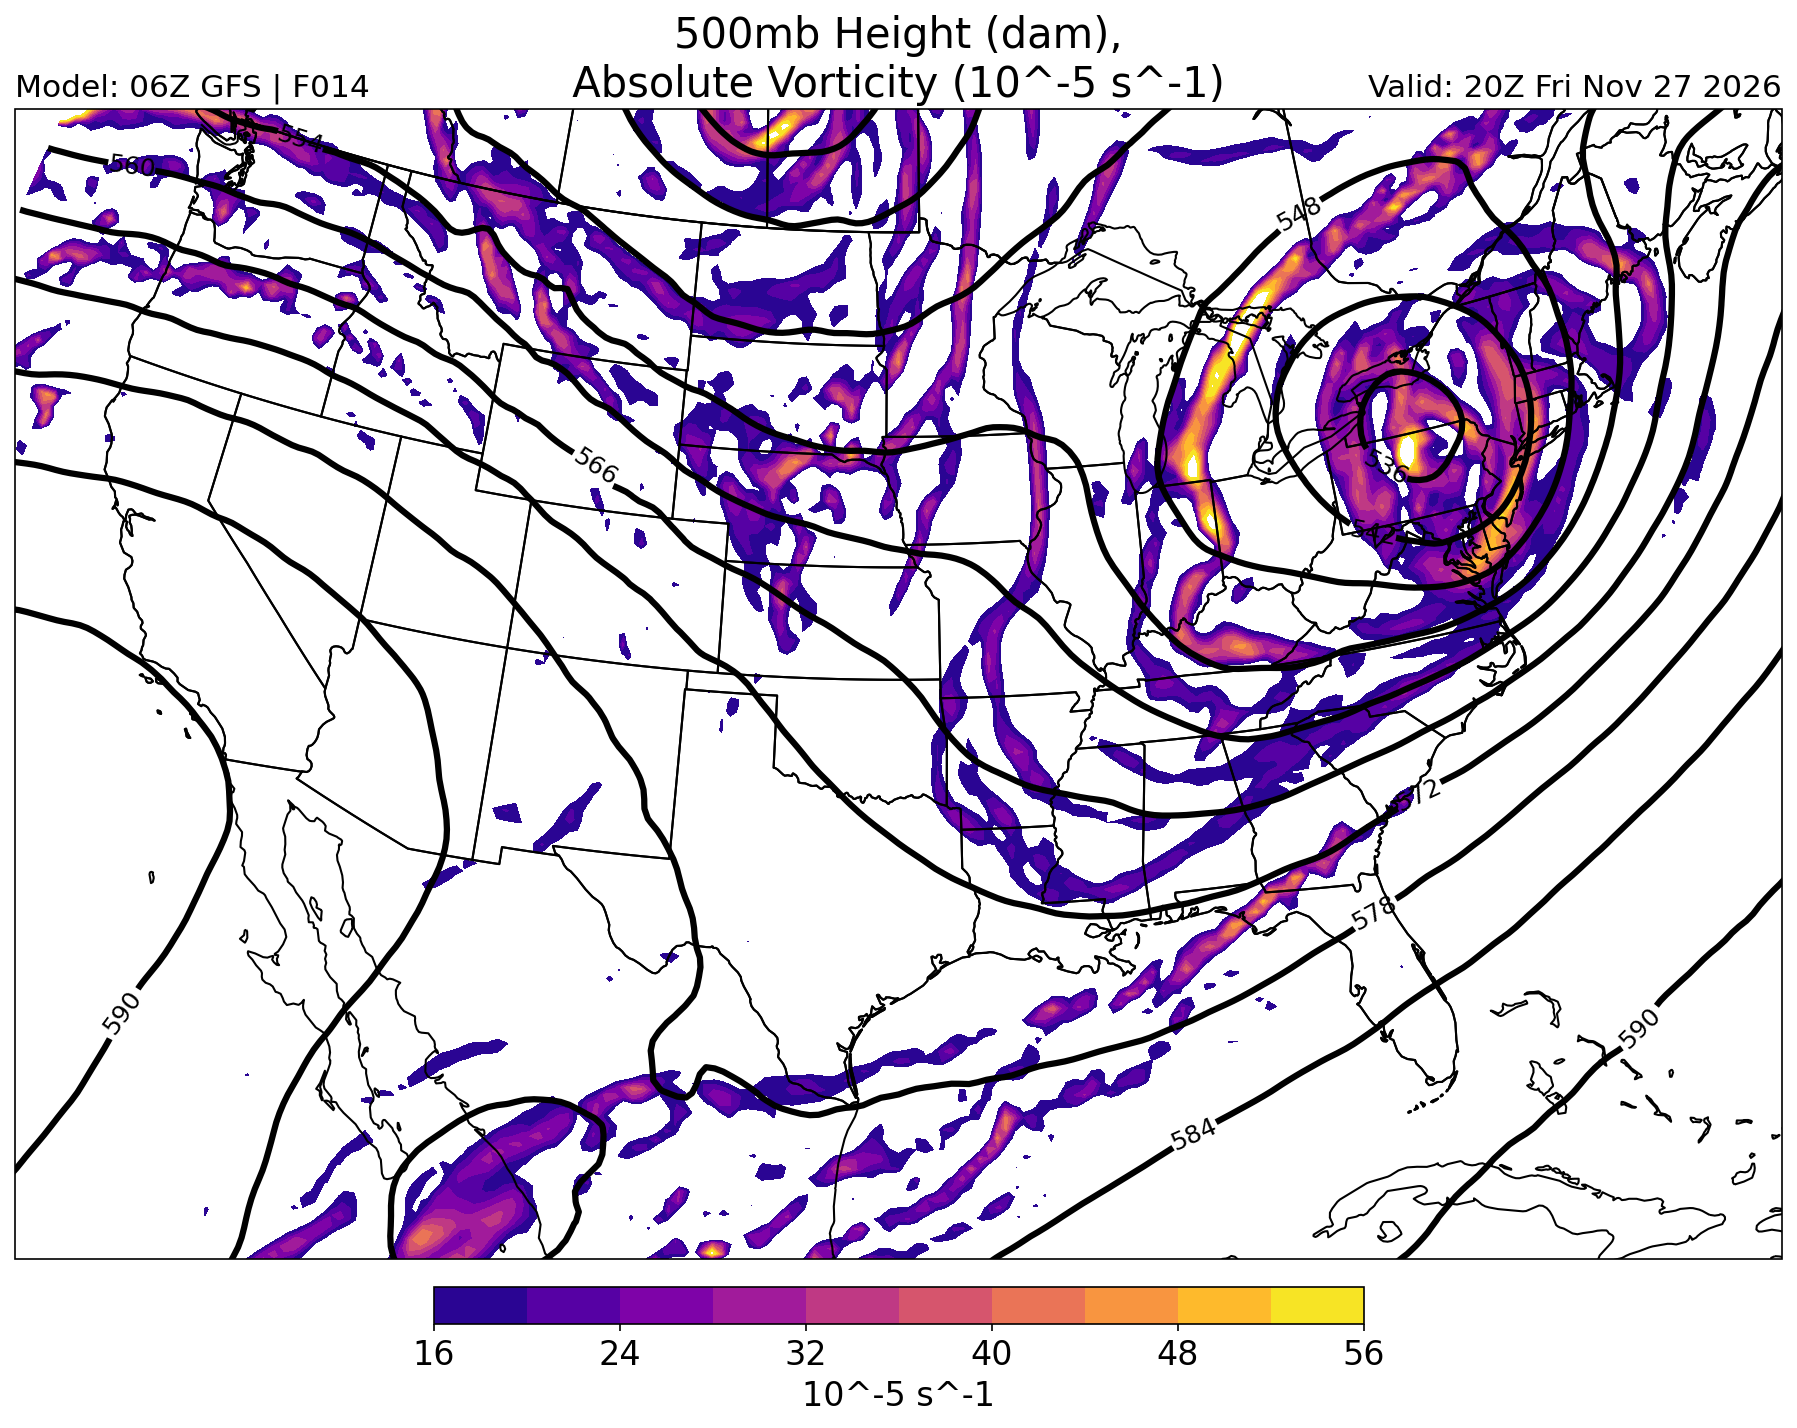 500mb Height (dam),
Absolute Vorticity (10^-5 s^-1)
Model: 06Z GFS | F014
Valid: 20Z Fri Nov 27 2026
554
560
548
566
536
542
572
578
590
590
584
16 24 32 40 48 56
10^-5 s^-1